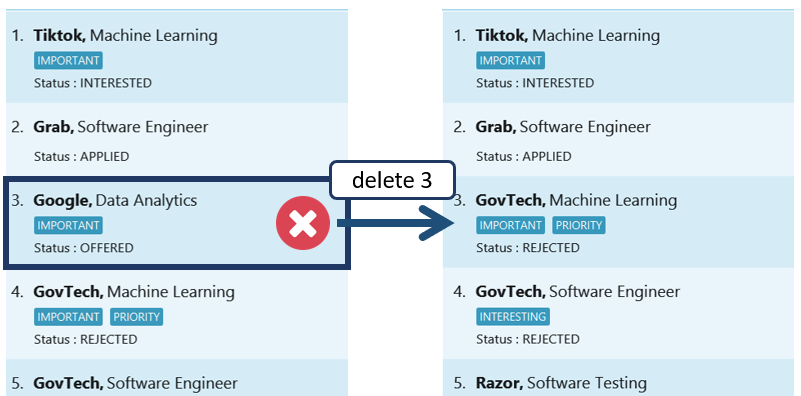 1. Tiktok, Machine Learning
IMPORTANT
Status : INTERESTED
2. Grab, Software Engineer
Status : APPLIED
3. Google, Data Analytics
IMPORTANT
Status : OFFERED
4. GovTech, Machine Learning
IMPORTANT PRIORITY
Status : REJECTED
5. GovTech, Software Engineer
delete 3
1. Tiktok, Machine Learning
IMPORTANT
Status : INTERESTED
2. Grab, Software Engineer
Status : APPLIED
3. GovTech, Machine Learning
IMPORTANT PRIORITY
Status : REJECTED
4. GovTech, Software Engineer
INTERESTING
Status : REJECTED
5. Razor, Software Testing